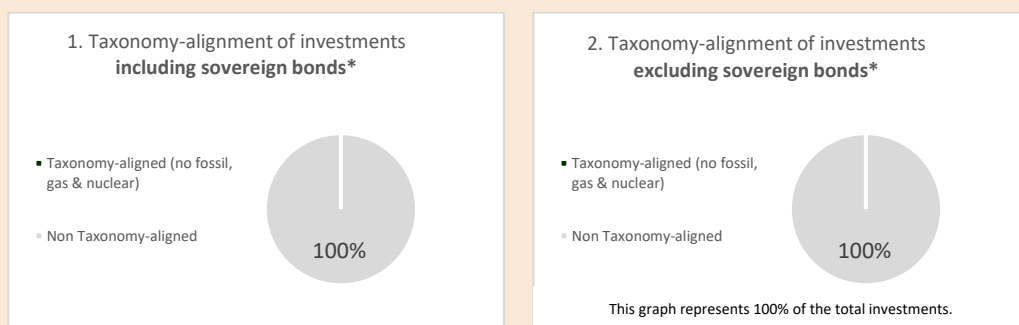 1. Taxonomy-alignment of investments
including sovereign bonds*
Taxonomy-aligned (no fossil,
gas & nuclear)
Non Taxonomy-aligned
100%
2. Taxonomy-alignment of investments
excluding sovereign bonds*
Taxonomy-aligned (no fossil,
gas & nuclear)
Non Taxonomy-aligned
100%
This graph represents 100% of the total investments.